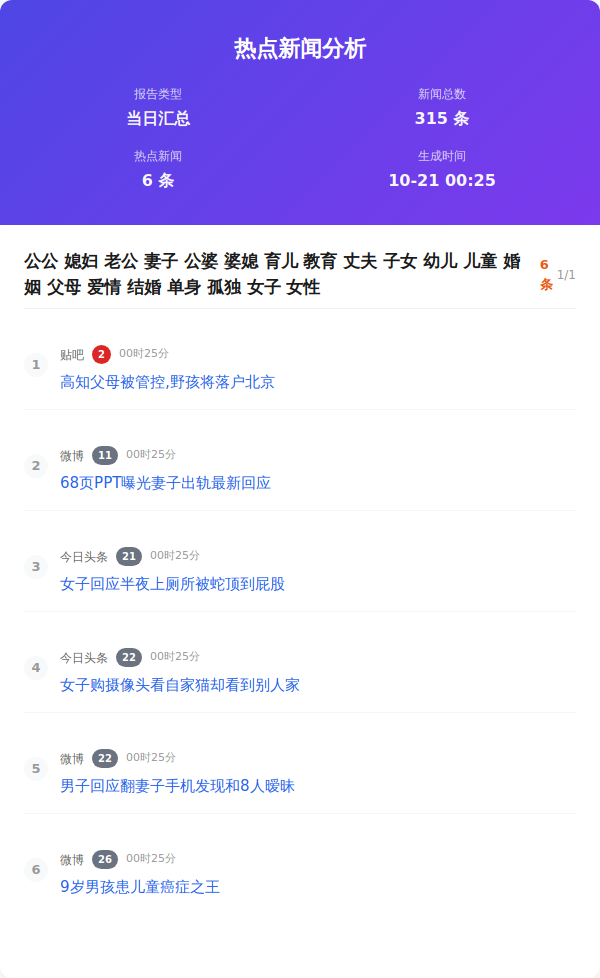 热点新闻分析
报告类型
新闻总数
当日汇总
315 条
热点新闻
生成时间
6 条
10-21 00:25
公公 媳妇 老公 妻子 公婆 婆媳 育儿 教育 丈夫 子女 幼儿 儿童 婚
姻 父母 爱情 结婚 单身 孤独 女子 女性
6
条
1/1
1
贴吧 2 00时25分
高知父母被管控,野孩将落户北京
2
微博 11 00时25分
68页PPT曝光妻子出轨最新回应
3
今日头条 21 00时25分
女子回应半夜上厕所被蛇顶到屁股
4
今日头条 22 00时25分
女子购摄像头看自家猫却看到别人家
5
微博 22 00时25分
男子回应翻妻子手机发现和8人暧昧
6
微博 26 00时25分
9岁男孩患儿童癌症之王